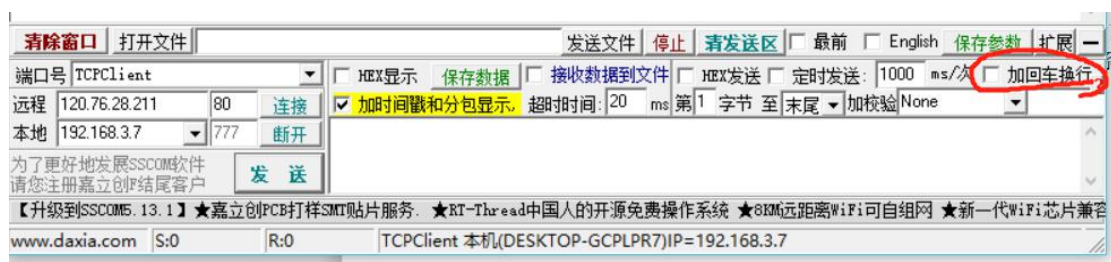 清除窗口 打开文件 发送文件 停止 清发送区 最前 English 保存参数 扩展 —
端口号 TCPClient HEX显示 保存数据 接收数据到文件 HEX发送 定时发送: 1000 ms/次 加回车换行
远程 120.76.28.211 80 连接 加时间戳和分包显示, 超时时间: 20 ms 第1 字节 至 末尾 加校验 None
本地 192.168.3.7 777 断开
为了更好地发展SSCOM软件
请您注册嘉立创F结尾客户
发 送
【升级到SSCOM5.13.1】★嘉立创PCB打样SMT贴片服务. ★RT-Thread中国人的开源免费操作系统 ★8KM远距离WiFi可自组网 ★新一代WiFi芯片兼容
www.daxia.com S:0 R:0 TCPClient 本机(DESKTOP-GCPLPR7)IP=192.168.3.7